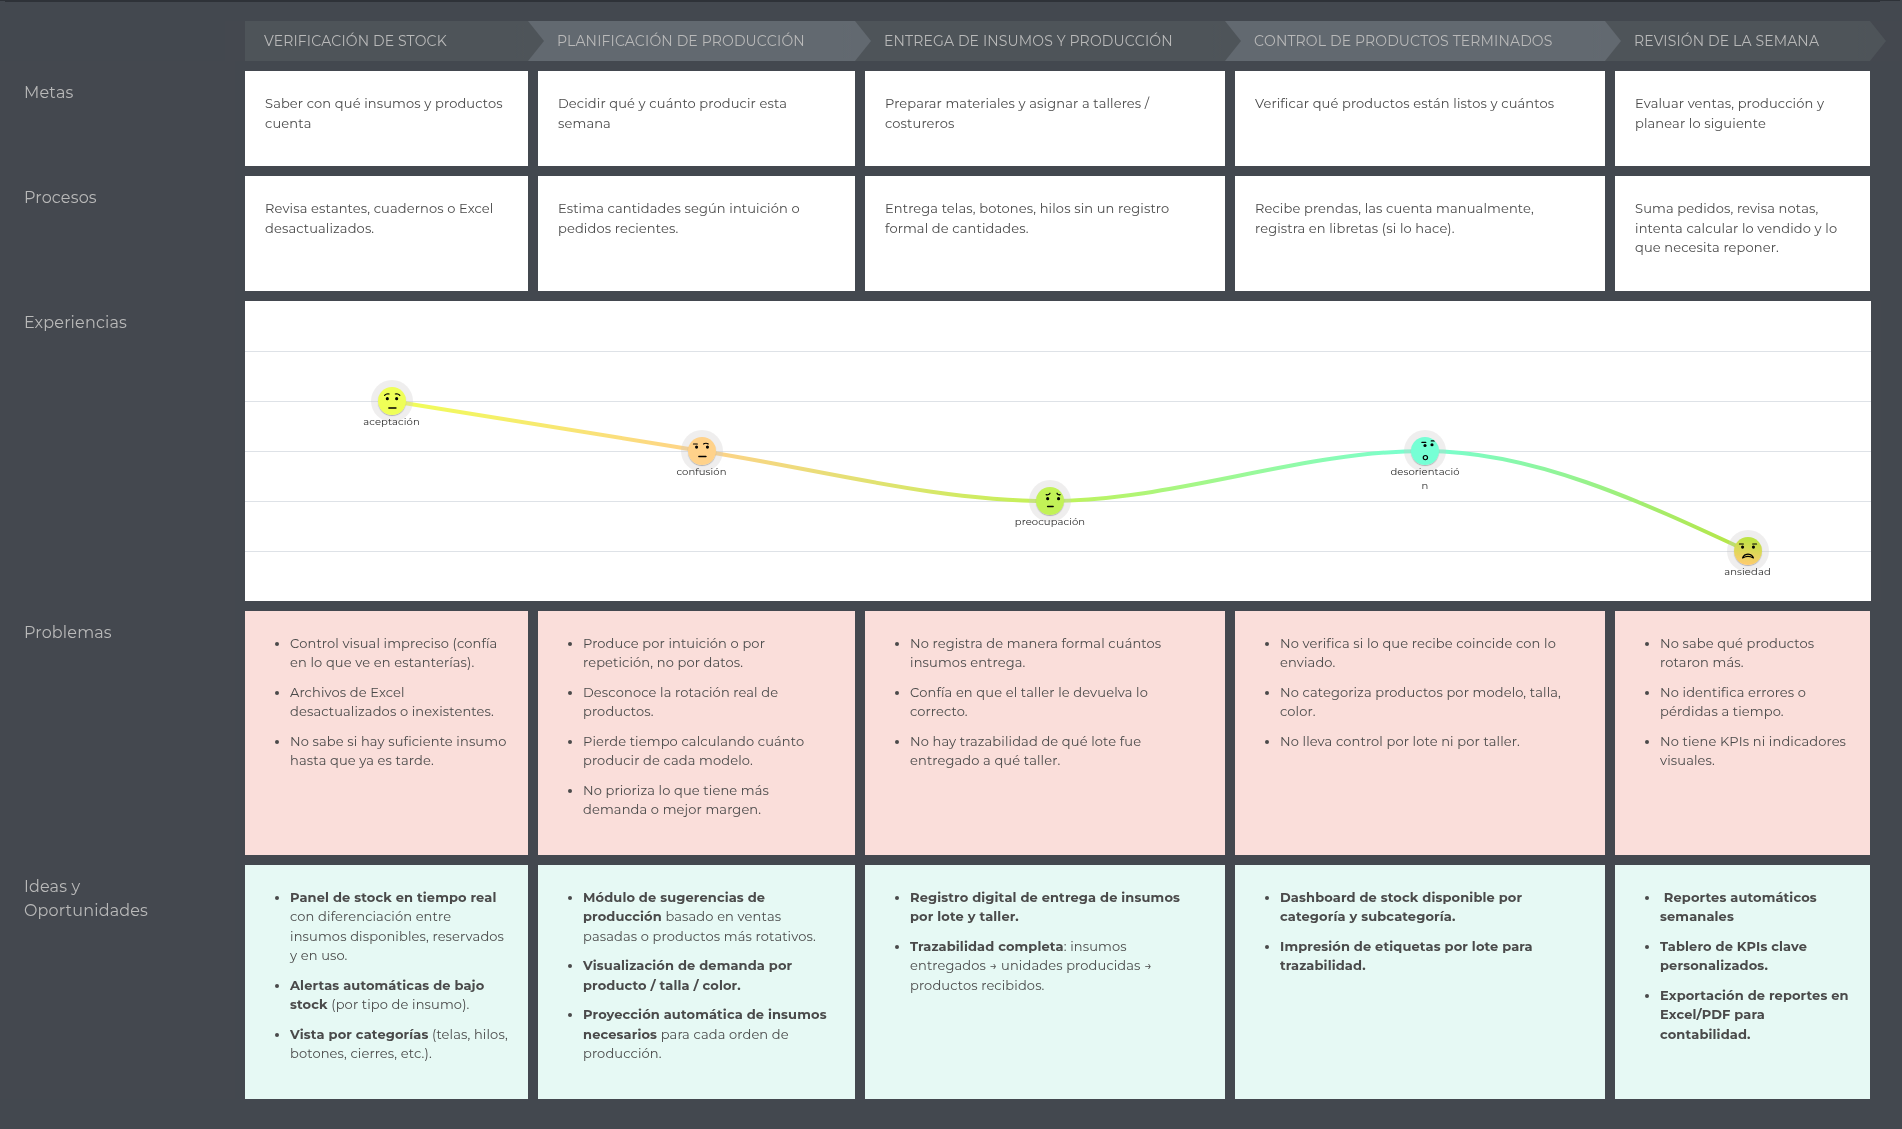 VERIFICACIÓN DE STOCK
PLANIFICACIÓN DE PRODUCCIÓN
ENTREGA DE INSUMOS Y PRODUCCIÓN
CONTROL DE PRODUCTOS TERMINADOS
REVISIÓN DE LA SEMANA
Metas
Saber con qué insumos y productos
cuenta
Decidir qué y cuánto producir esta
semana
Preparar materiales y asignar a talleres /
costureros
Verificar qué productos están listos y cuántos
Evaluar ventas, producción y
planear lo siguiente
Procesos
Revisa estantes, cuadernos o Excel
desactualizados.
Estima cantidades según intuición o
pedidos recientes.
Entrega telas, botones, hilos sin un registro
formal de cantidades.
Recibe prendas, las cuenta manualmente,
registra en libretas (si lo hace).
Suma pedidos, revisa notas,
intenta calcular lo vendido y lo
que necesita reponer.
Experiencias
aceptación
confusión
preocupación
desorientació
n
ansiedad
Problemas
• Control visual impreciso (confía
en lo que ve en estanterías).
• Archivos de Excel
desactualizados o inexistentes.
• No sabe si hay suficiente insumo
hasta que ya es tarde.
• Produce por intuición o por
repetición, no por datos.
• Desconoce la rotación real de
productos.
• Pierde tiempo calculando cuánto
producir de cada modelo.
• No prioriza lo que tiene más
demanda o mejor margen.
• No registra de manera formal cuántos
insumos entrega.
• Confía en que el taller le devuelva lo
correcto.
• No hay trazabilidad de qué lote fue
entregado a qué taller.
• No verifica si lo que recibe coincide con lo
enviado.
• No categoriza productos por modelo, talla,
color.
• No lleva control por lote ni por taller.
• No sabe qué productos
rotaron más.
• No identifica errores o
pérdidas a tiempo.
• No tiene KPIs ni indicadores
visuales.
Ideas y
Oportunidades
• Panel de stock en tiempo real
con diferenciación entre
insumos disponibles, reservados
y en uso.
• Alertas automáticas de bajo
stock (por tipo de insumo).
• Vista por categorías (telas, hilos,
botones, cierres, etc.).
• Módulo de sugerencias de
producción basado en ventas
pasadas o productos más rotativos.
• Visualización de demanda por
producto / talla / color.
• Proyección automática de insumos
necesarios para cada orden de
producción.
• Registro digital de entrega de insumos
por lote y taller.
• Trazabilidad completa: insumos
entregados → unidades producidas →
productos recibidos.
• Dashboard de stock disponible por
categoría y subcategoría.
• Impresión de etiquetas por lote para
trazabilidad.
• Reportes automáticos
semanales
• Tablero de KPIs clave
personalizados.
• Exportación de reportes en
Excel/PDF para
contabilidad.